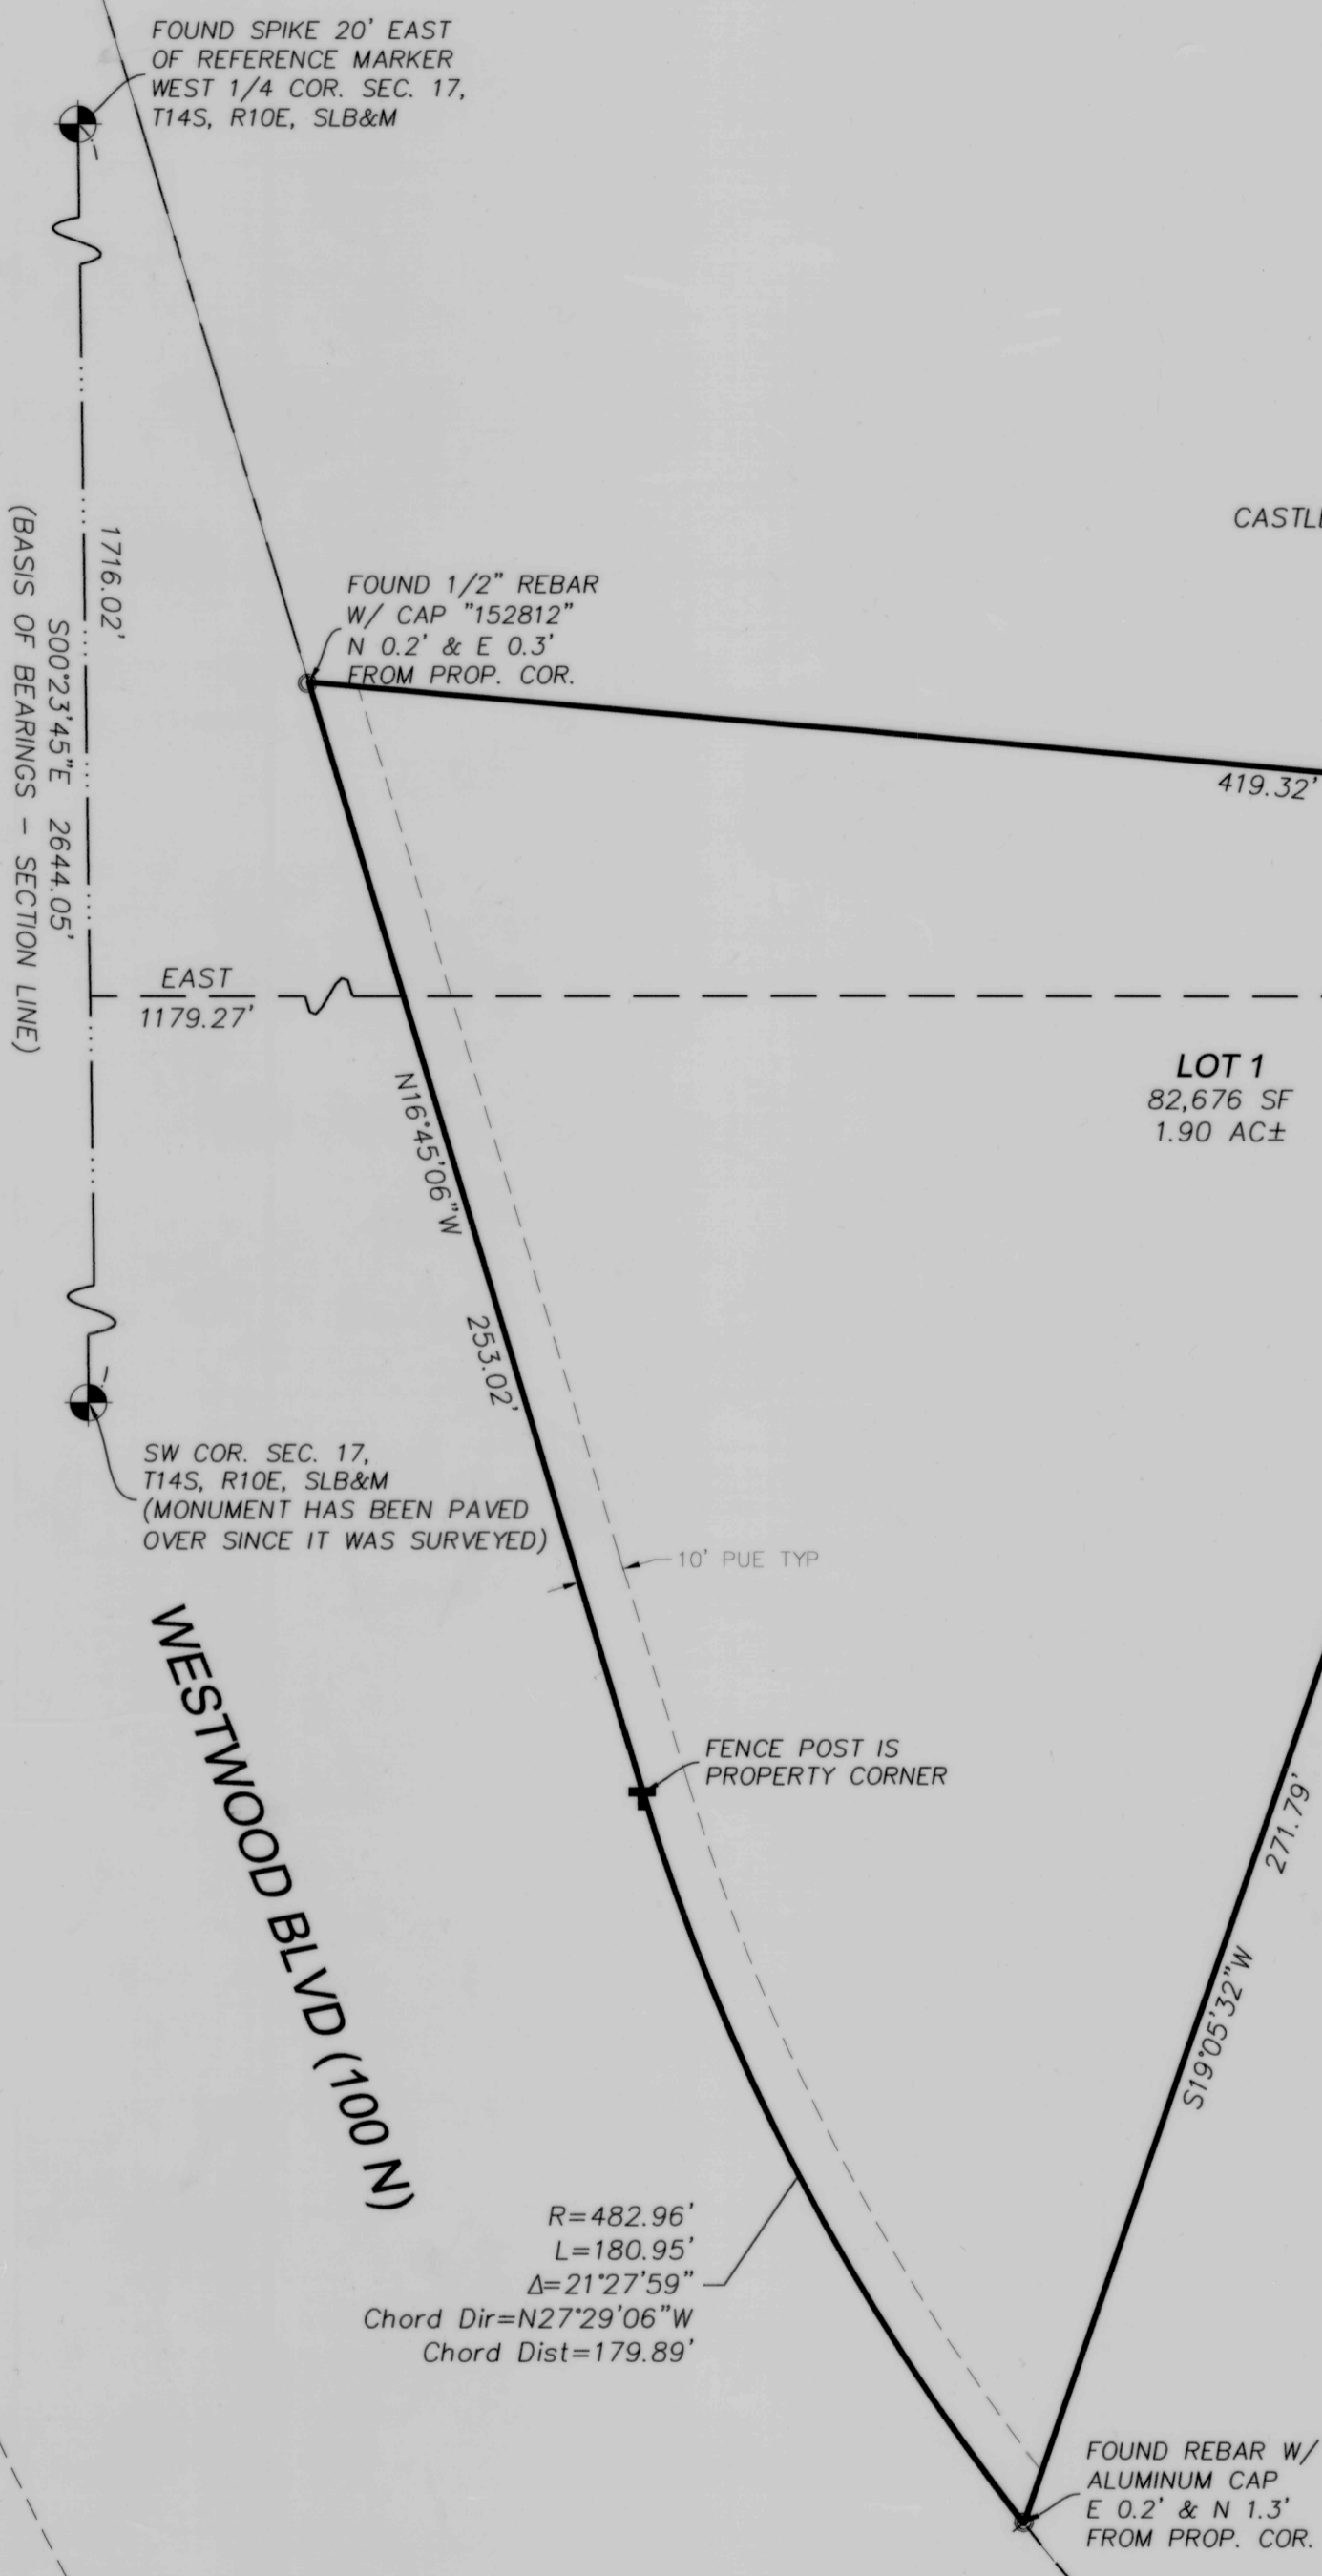 FOUND SPIKE 20' EAST
OF REFERENCE MARKER
WEST 1/4 COR. SEC. 17,
T14S, R10E, SLB&M
1716.02'
S00°23'45"E 2644.05'
(BASIS OF BEARINGS - SECTION LINE)
FOUND 1/2" REBAR
W/ CAP "152812"
N 0.2' & E 0.3'
FROM PROP. COR.
419.32'
EAST
1179.27'
LOT 1
82,676 SF
1.90 AC±
N16°45'06"W
253.02'
SW COR. SEC. 17,
T14S, R10E, SLB&M
(MONUMENT HAS BEEN PAVED
OVER SINCE IT WAS SURVEYED)
10' PUE TYP
WESTWOOD BLVD (100 N)
FENCE POST IS
PROPERTY CORNER
271.79'
S19°05'32"W
R=482.96'
L=180.95'
Δ=21°27'59"
Chord Dir=N27°29'06"W
Chord Dist=179.89'
FOUND REBAR W/
ALUMINUM CAP
E 0.2' & N 1.3'
FROM PROP. COR.